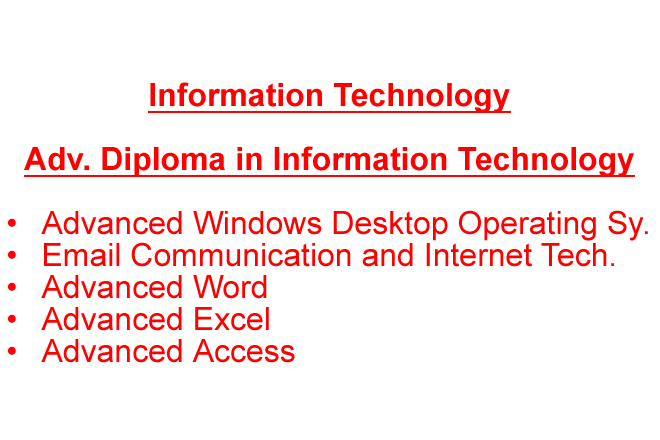 Information Technology
Adv. Diploma in Information Technology
• Advanced Windows Desktop Operating Sy.
• Email Communication and Internet Tech.
• Advanced Word
• Advanced Excel
• Advanced Access